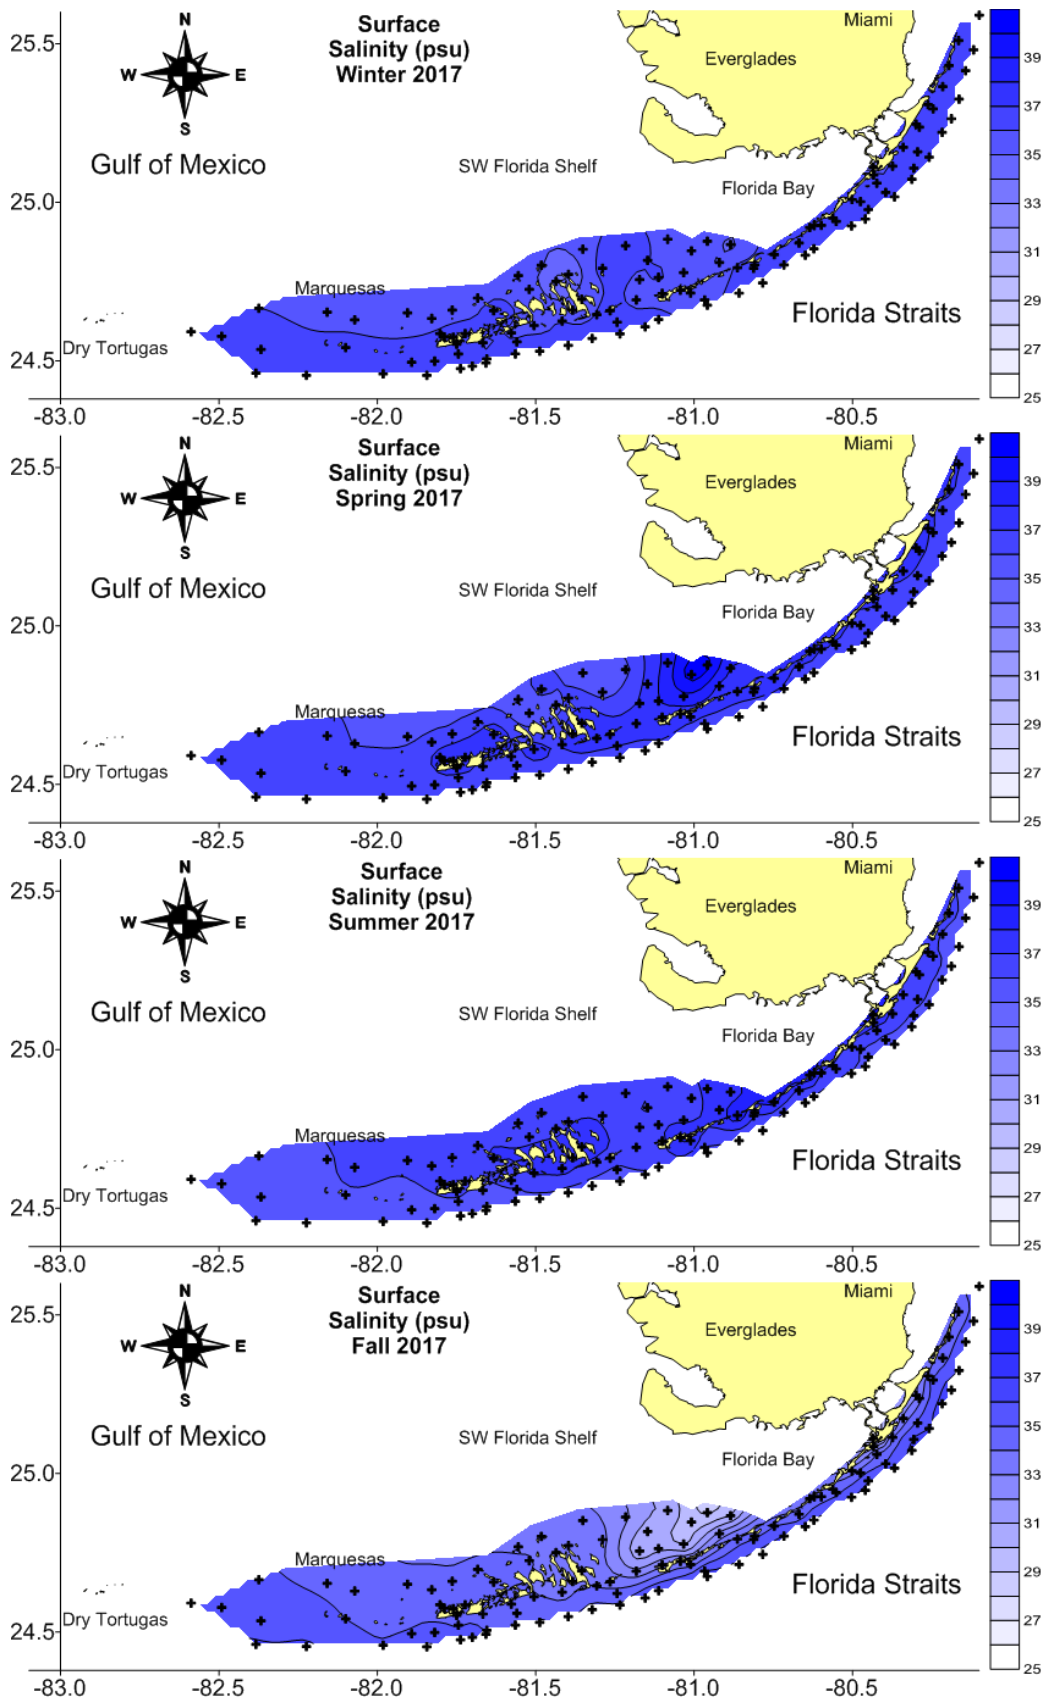 Surface
Salinity (psu)
Winter 2017
N
W E
S
Gulf of Mexico
SW Florida Shelf
Everglades
Miami
Florida Bay
Marquesas
Dry Tortugas
Florida Straits
25.5
25.0
24.5
-83.0 -82.5 -82.0 -81.5 -81.0 -80.5
39
37
35
33
31
29
27
25
Surface
Salinity (psu)
Spring 2017
N
W E
S
Gulf of Mexico
SW Florida Shelf
Everglades
Miami
Florida Bay
Marquesas
Dry Tortugas
Florida Straits
25.5
25.0
24.5
-83.0 -82.5 -82.0 -81.5 -81.0 -80.5
39
37
35
33
31
29
27
25
Surface
Salinity (psu)
Summer 2017
N
W E
S
Gulf of Mexico
SW Florida Shelf
Everglades
Miami
Florida Bay
Marquesas
Dry Tortugas
Florida Straits
25.5
25.0
24.5
-83.0 -82.5 -82.0 -81.5 -81.0 -80.5
39
37
35
33
31
29
27
25
Surface
Salinity (psu)
Fall 2017
N
W E
S
Gulf of Mexico
SW Florida Shelf
Everglades
Miami
Florida Bay
Marquesas
Dry Tortugas
Florida Straits
25.5
25.0
24.5
-83.0 -82.5 -82.0 -81.5 -81.0 -80.5
39
37
35
33
31
29
27
25